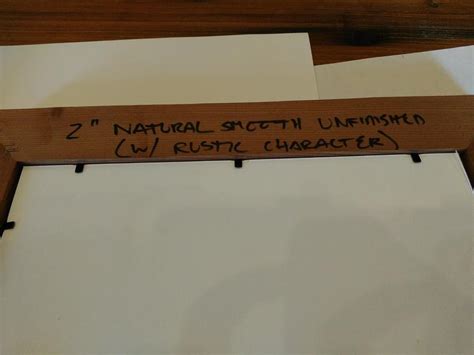 2" NATURAL SMOOTH UNFINISHED
(W/ RUSTIC CHARACTER)